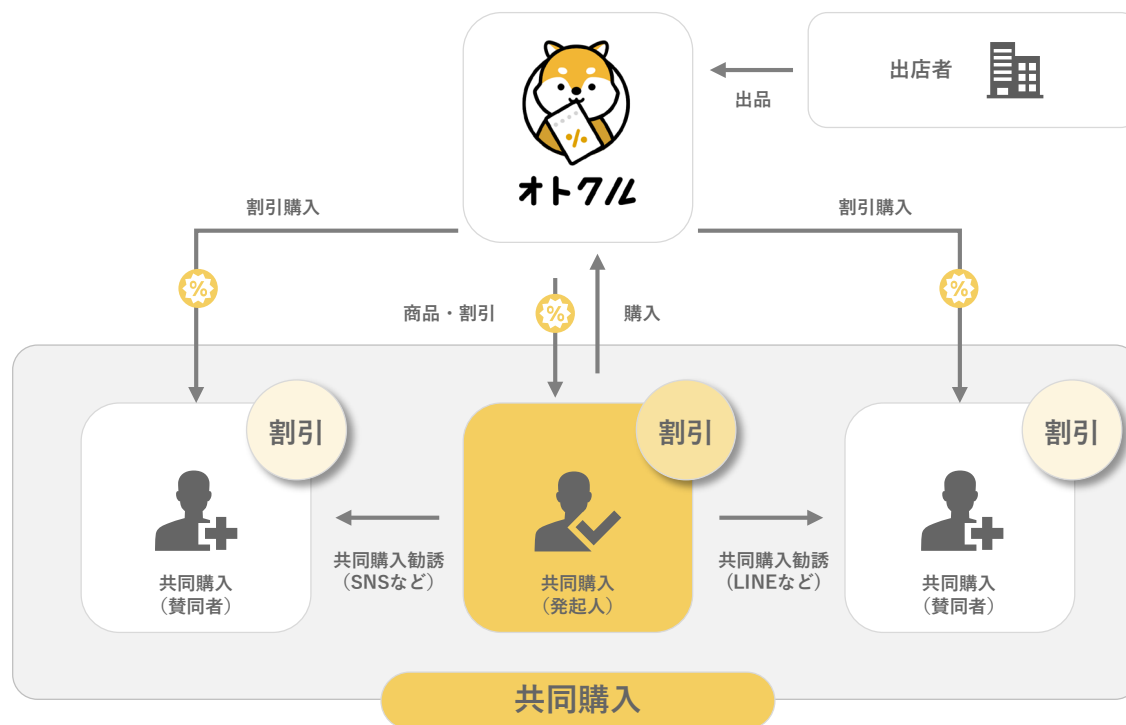 出店者
出品
%
オトクル
割引購入
割引購入
%
%
%
商品・割引
購入
割引
割引
割引
共同購入勧誘
（SNSなど）
共同購入勧誘
（LINEなど）
共同購入
（賛同者）
共同購入
（発起人）
共同購入
（賛同者）
共同購入